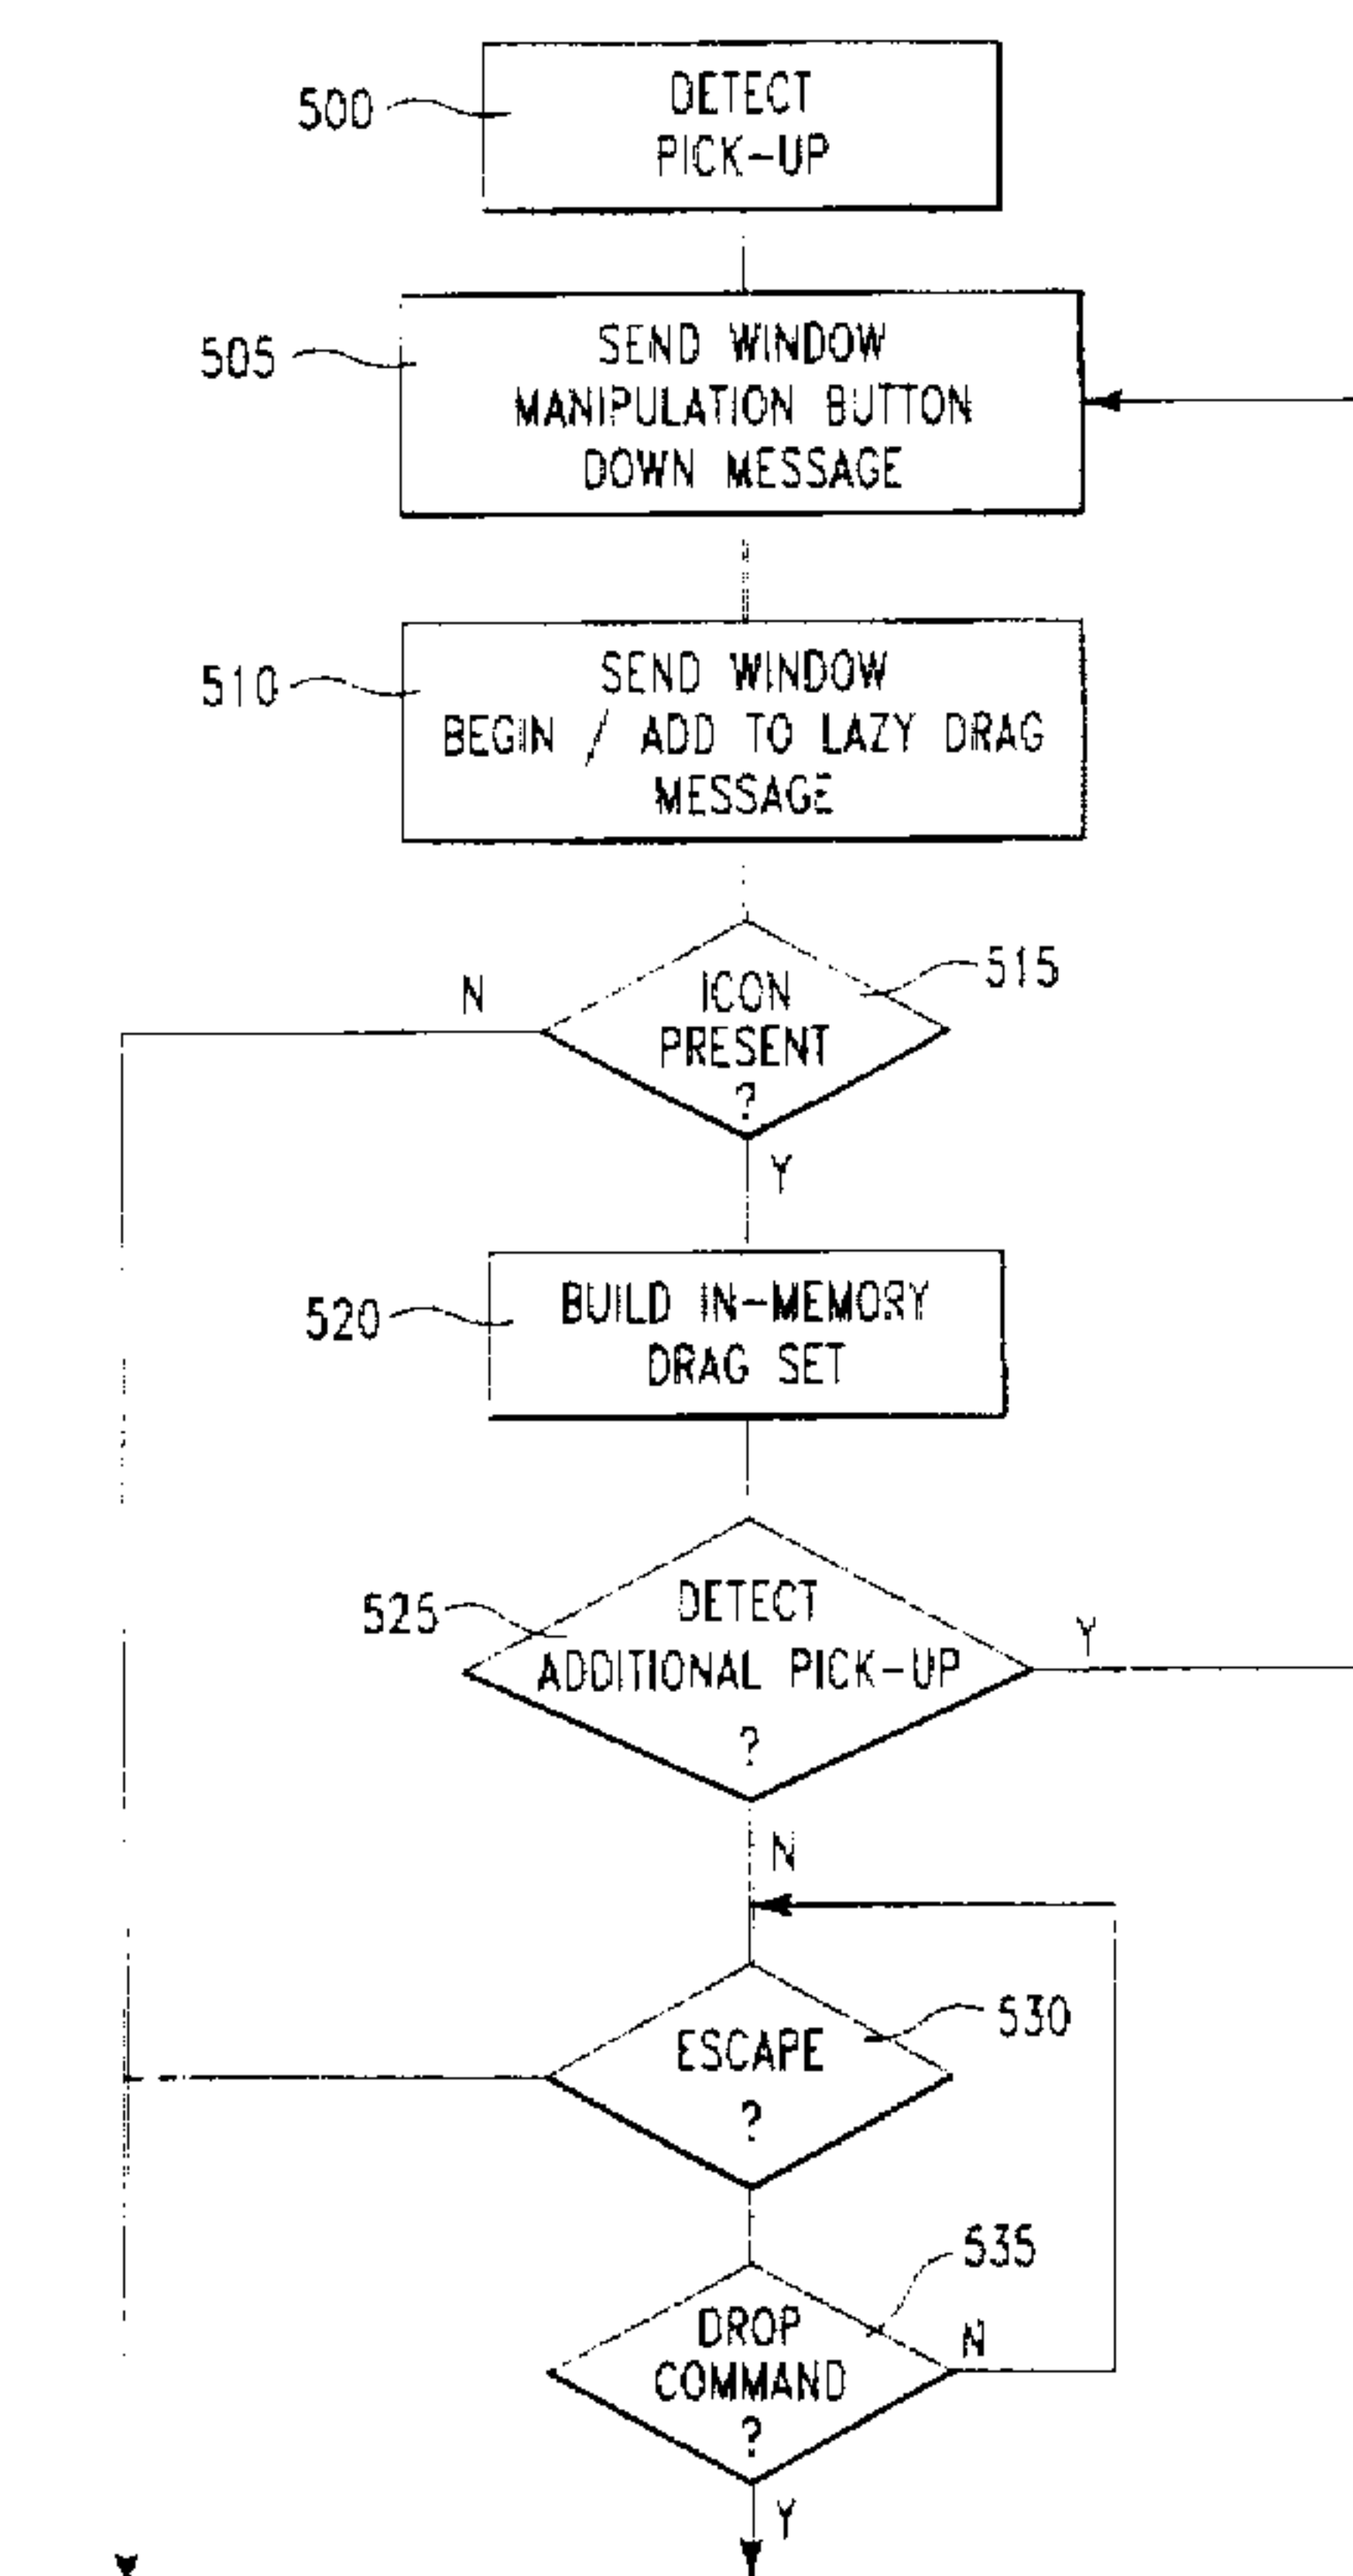 500
DETECT
PICK-UP
505
SEND WINDOW
MANIPULATION BUTTON
DOWN MESSAGE
510
SEND WINDOW
BEGIN / ADD TO LAZY DRAG
MESSAGE
515
N
ICON
PRESENT
?
Y
520
BUILD IN-MEMORY
DRAG SET
525
DETECT
ADDITIONAL PICK-UP
?
Y
N
530
ESCAPE
?
535
DROP
COMMAND
?
N
Y